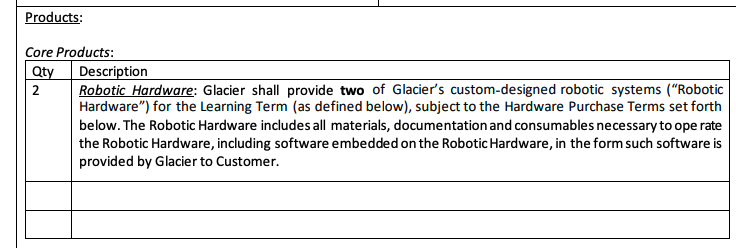 Products:
Core Products:
Qty Description
2 Robotic Hardware: Glacier shall provide two of Glacier's custom-designed robotic systems ("Robotic
Hardware") for the Learning Term (as defined below), subject to the Hardware Purchase Terms set forth
below. The Robotic Hardware includes all materials, documentation and consumables necessary to operate
the Robotic Hardware, including software embedded on the Robotic Hardware, in the form such software is
provided by Glacier to Customer.